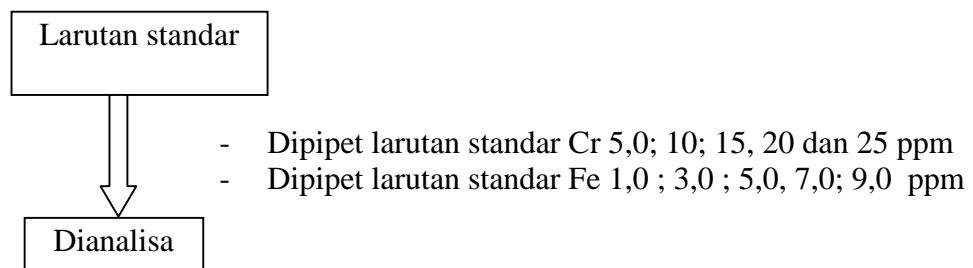 Larutan standar
- Dipipet larutan standar Cr 5,0; 10; 15, 20 dan 25 ppm
- Dipipet larutan standar Fe 1,0 ; 3,0 ; 5,0, 7,0; 9,0 ppm
Dianalisa